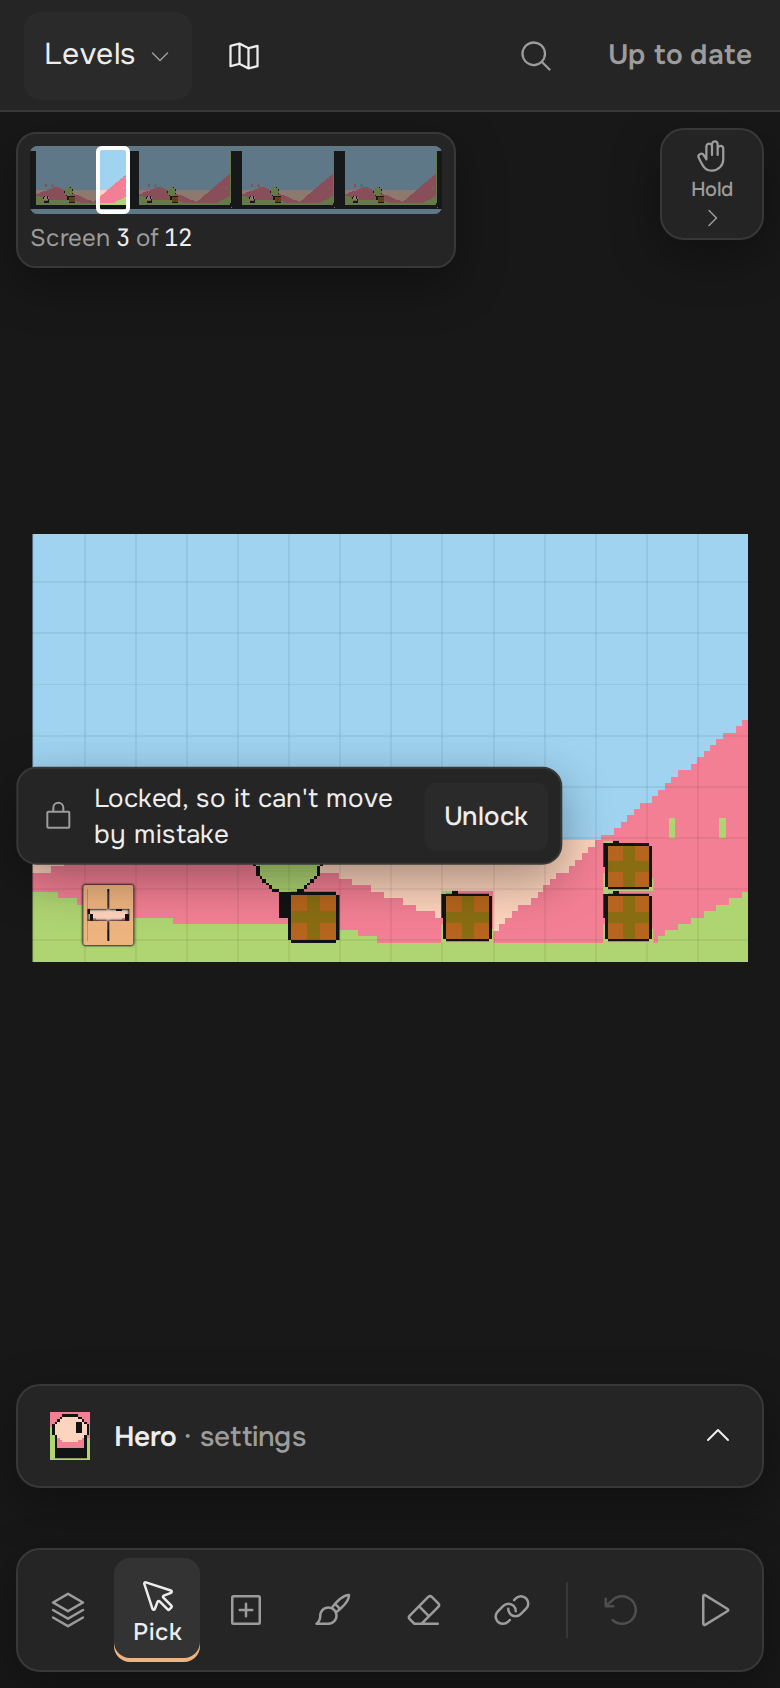 Levels
Up to date
Screen 3 of 12
Hold
Locked, so it can't move
by mistake
Unlock
Hero · settings
Pick